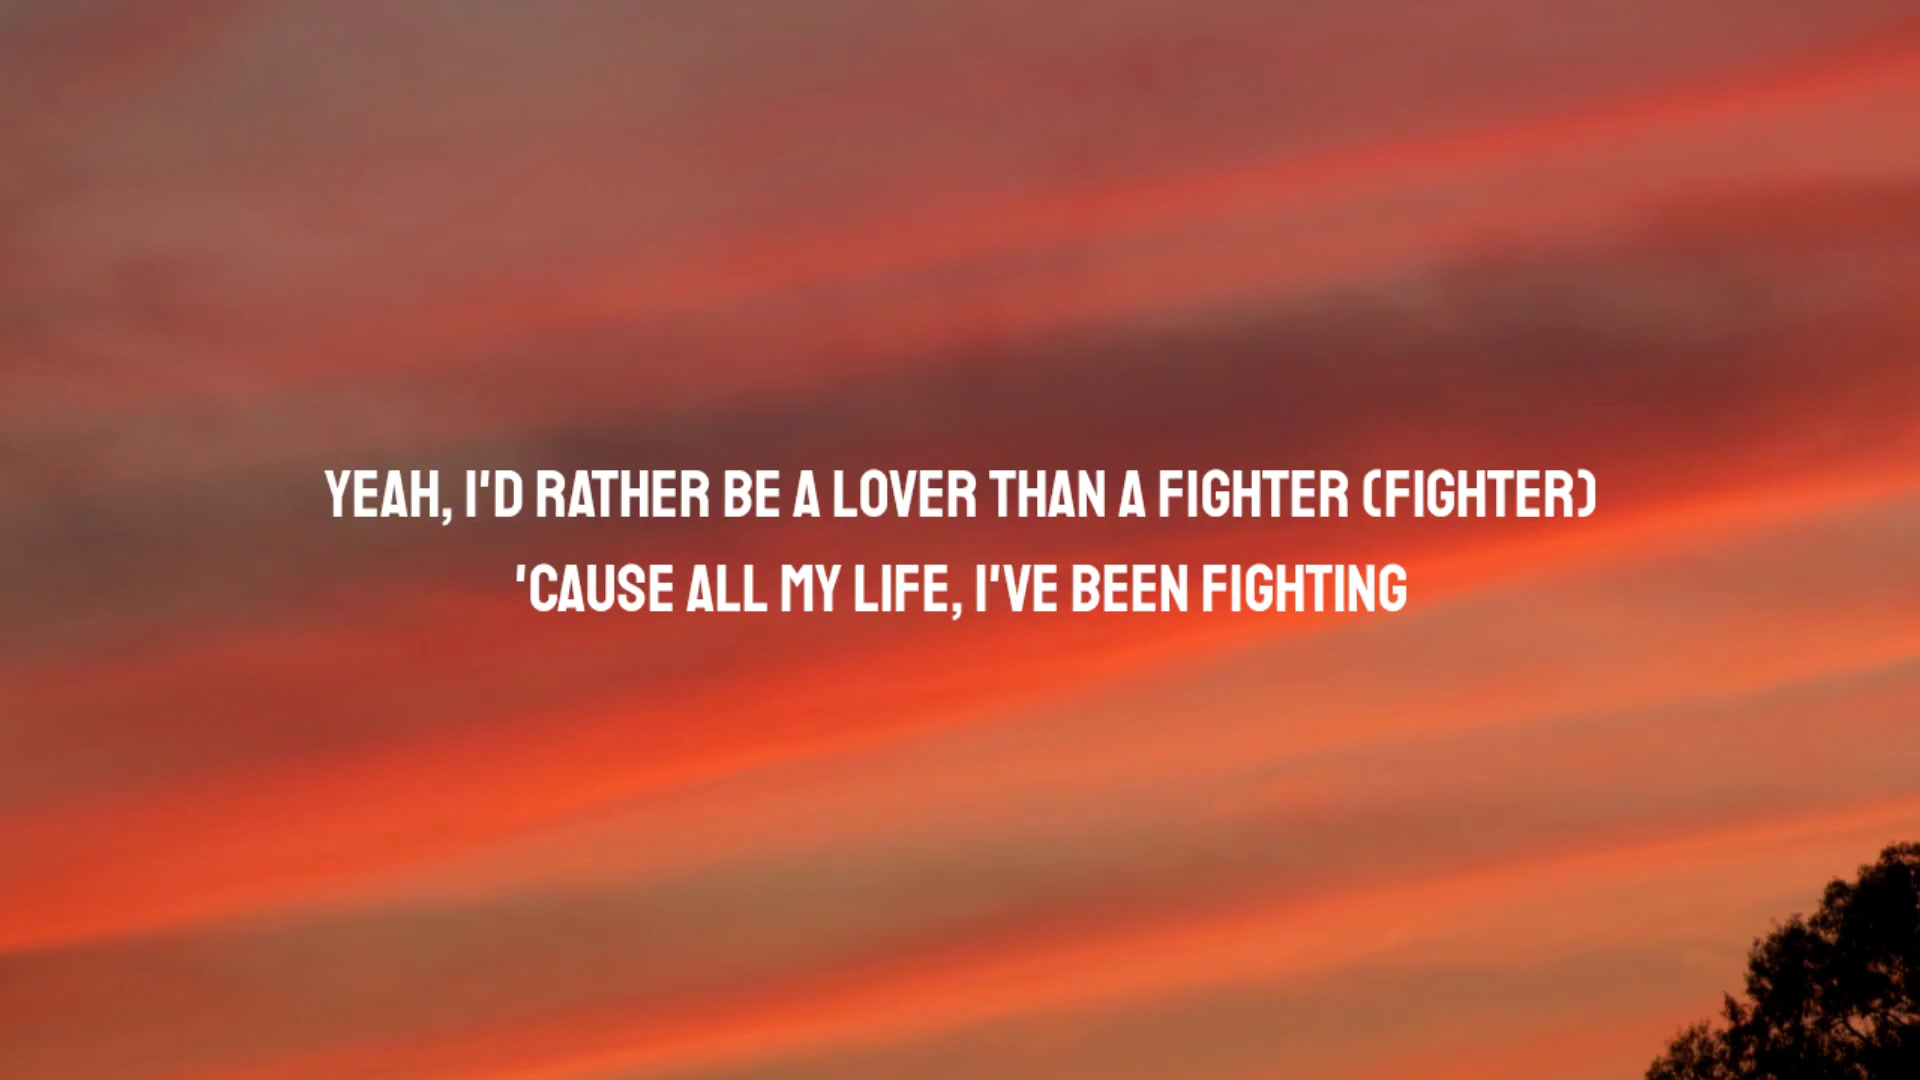 YEAH, I'D RATHER BE A LOVER THAN A FIGHTER (FIGHTER)
'CAUSE ALL MY LIFE, I'VE BEEN FIGHTING